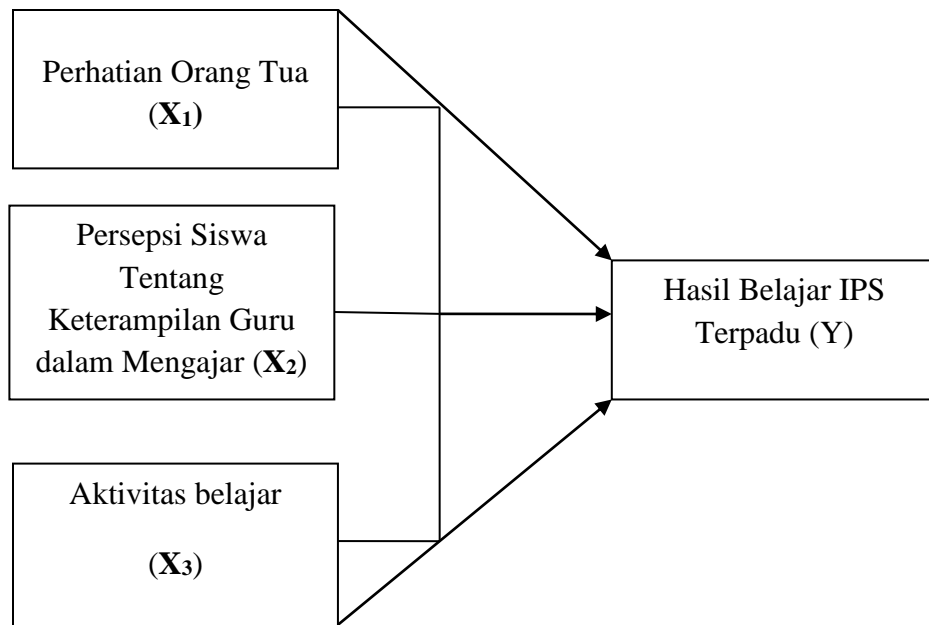 Perhatian Orang Tua
(X1)
Persepsi Siswa
Tentang
Keterampilan Guru
dalam Mengajar (X2)
Hasil Belajar IPS
Terpadu (Y)
Aktivitas belajar
(X3)